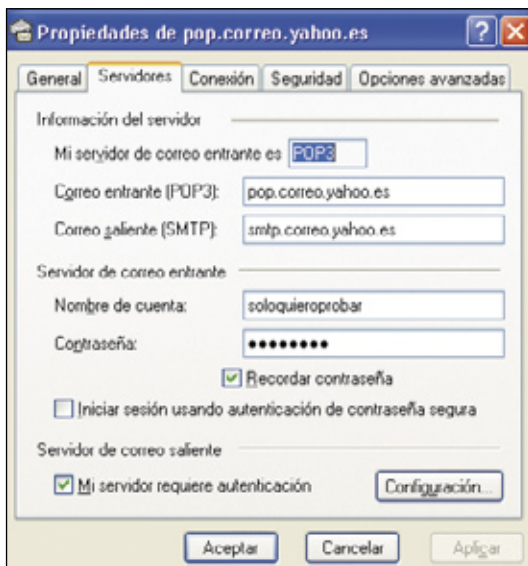 Propiedades de pop.correo.yahoo.es
General Servidores Conexión Seguridad Opciones avanzadas
Información del servidor
Mi servidor de correo entrante es POP3
Correo entrante (POP3): pop.correo.yahoo.es
Correo saliente (SMTP): smtp.correo.yahoo.es
Servidor de correo entrante
Nombre de cuenta: soloquieroprobar
Contraseña: ●●●●●●●●
Recordar contraseña
Iniciar sesión usando autenticación de contraseña segura
Servidor de correo saliente
Mi servidor requiere autenticación Configuración...
Aceptar Cancelar Aplicar